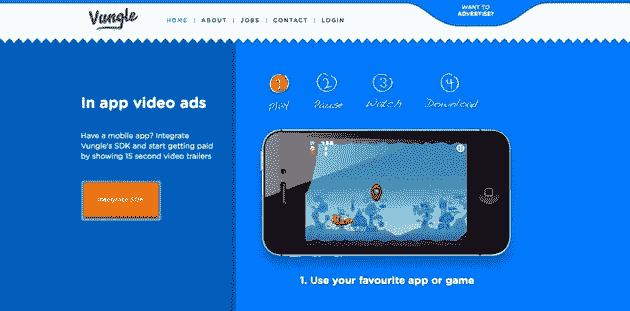 Vungle
HOME | ABOUT | JOBS | CONTACT | LOGIN
WANT TO
ADVERTISE?
In app video ads
Have a mobile app? Integrate
Vungle's SDK and start getting paid
by showing 15 second video trailers
Integrate SDK
1 2 3 4
Play Pause Watch Download
1. Use your favourite app or game